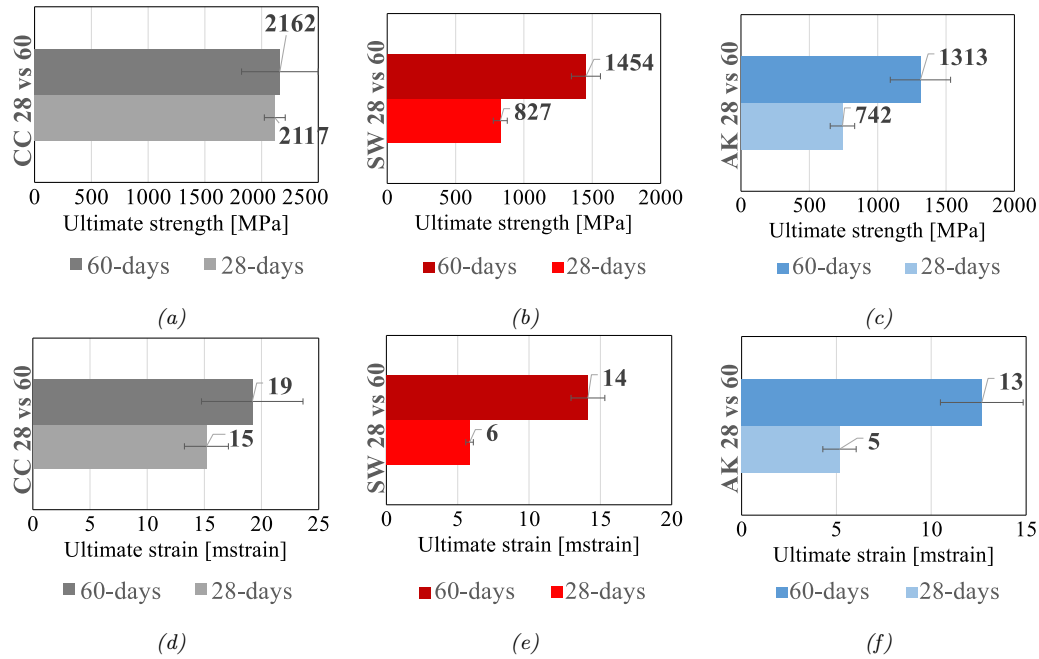 CC 28 vs 60
2162
2117
0 500 1000 1500 2000 2500
Ultimate strength [MPa]
60-days 28-days
(a)
SW 28 vs 60
1454
827
0 500 1000 1500 2000
Ultimate strength [MPa]
60-days 28-days
(b)
AK 28 vs 60
1313
742
0 500 1000 1500 2000
Ultimate strength [MPa]
60-days 28-days
(c)
CC 28 vs 60
19
15
0 5 10 15 20 25
Ultimate strain [mstrain]
60-days 28-days
(d)
SW 28 vs 60
14
6
0 5 10 15 20
Ultimate strain [mstrain]
60-days 28-days
(e)
AK 28 vs 60
13
5
0 5 10 15
Ultimate strain [mstrain]
60-days 28-days
(f)